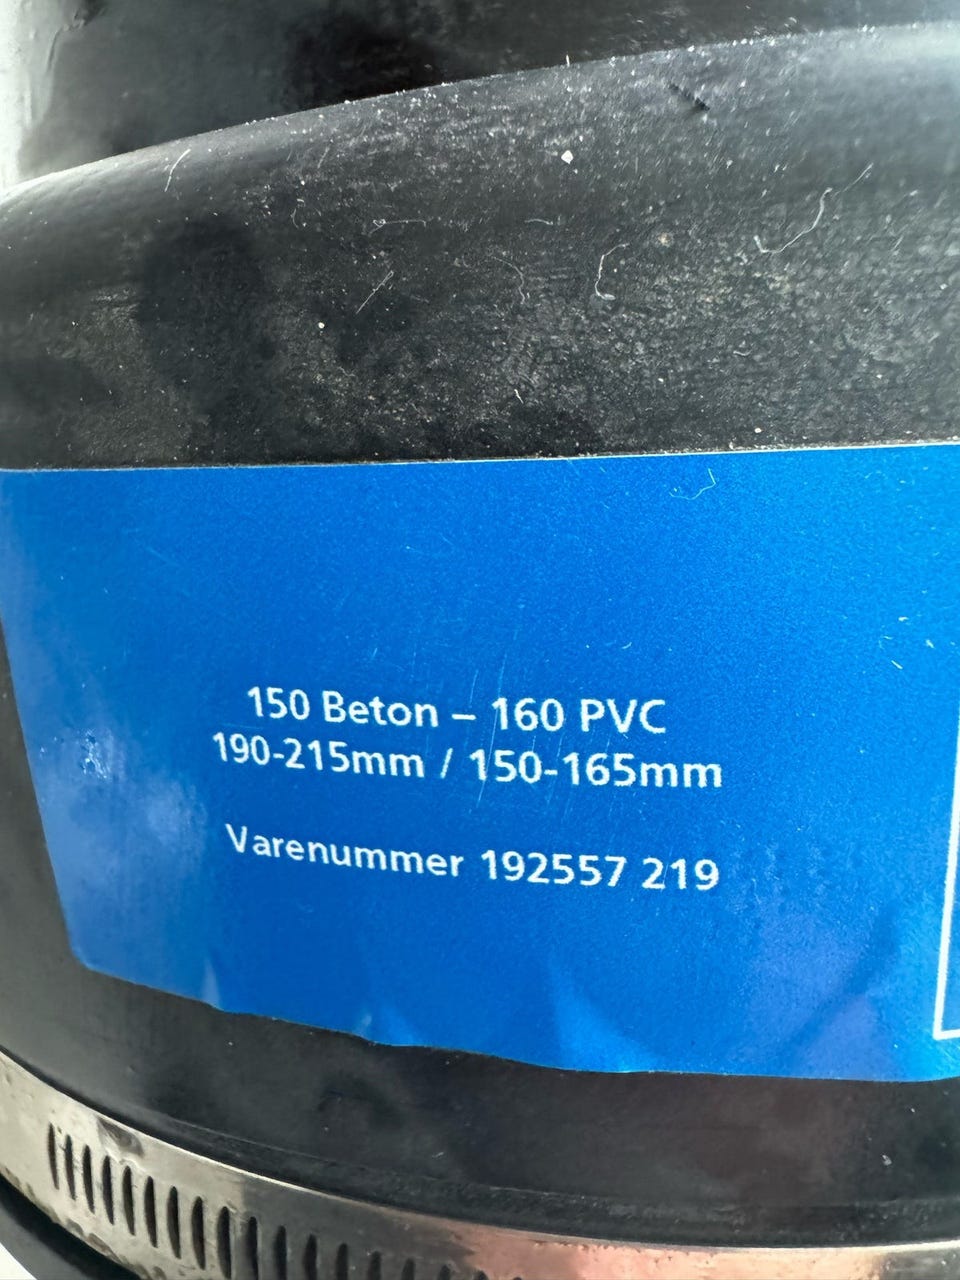 150 Beton – 160 PVC
190-215mm / 150-165mm
Varenummer 192557 219